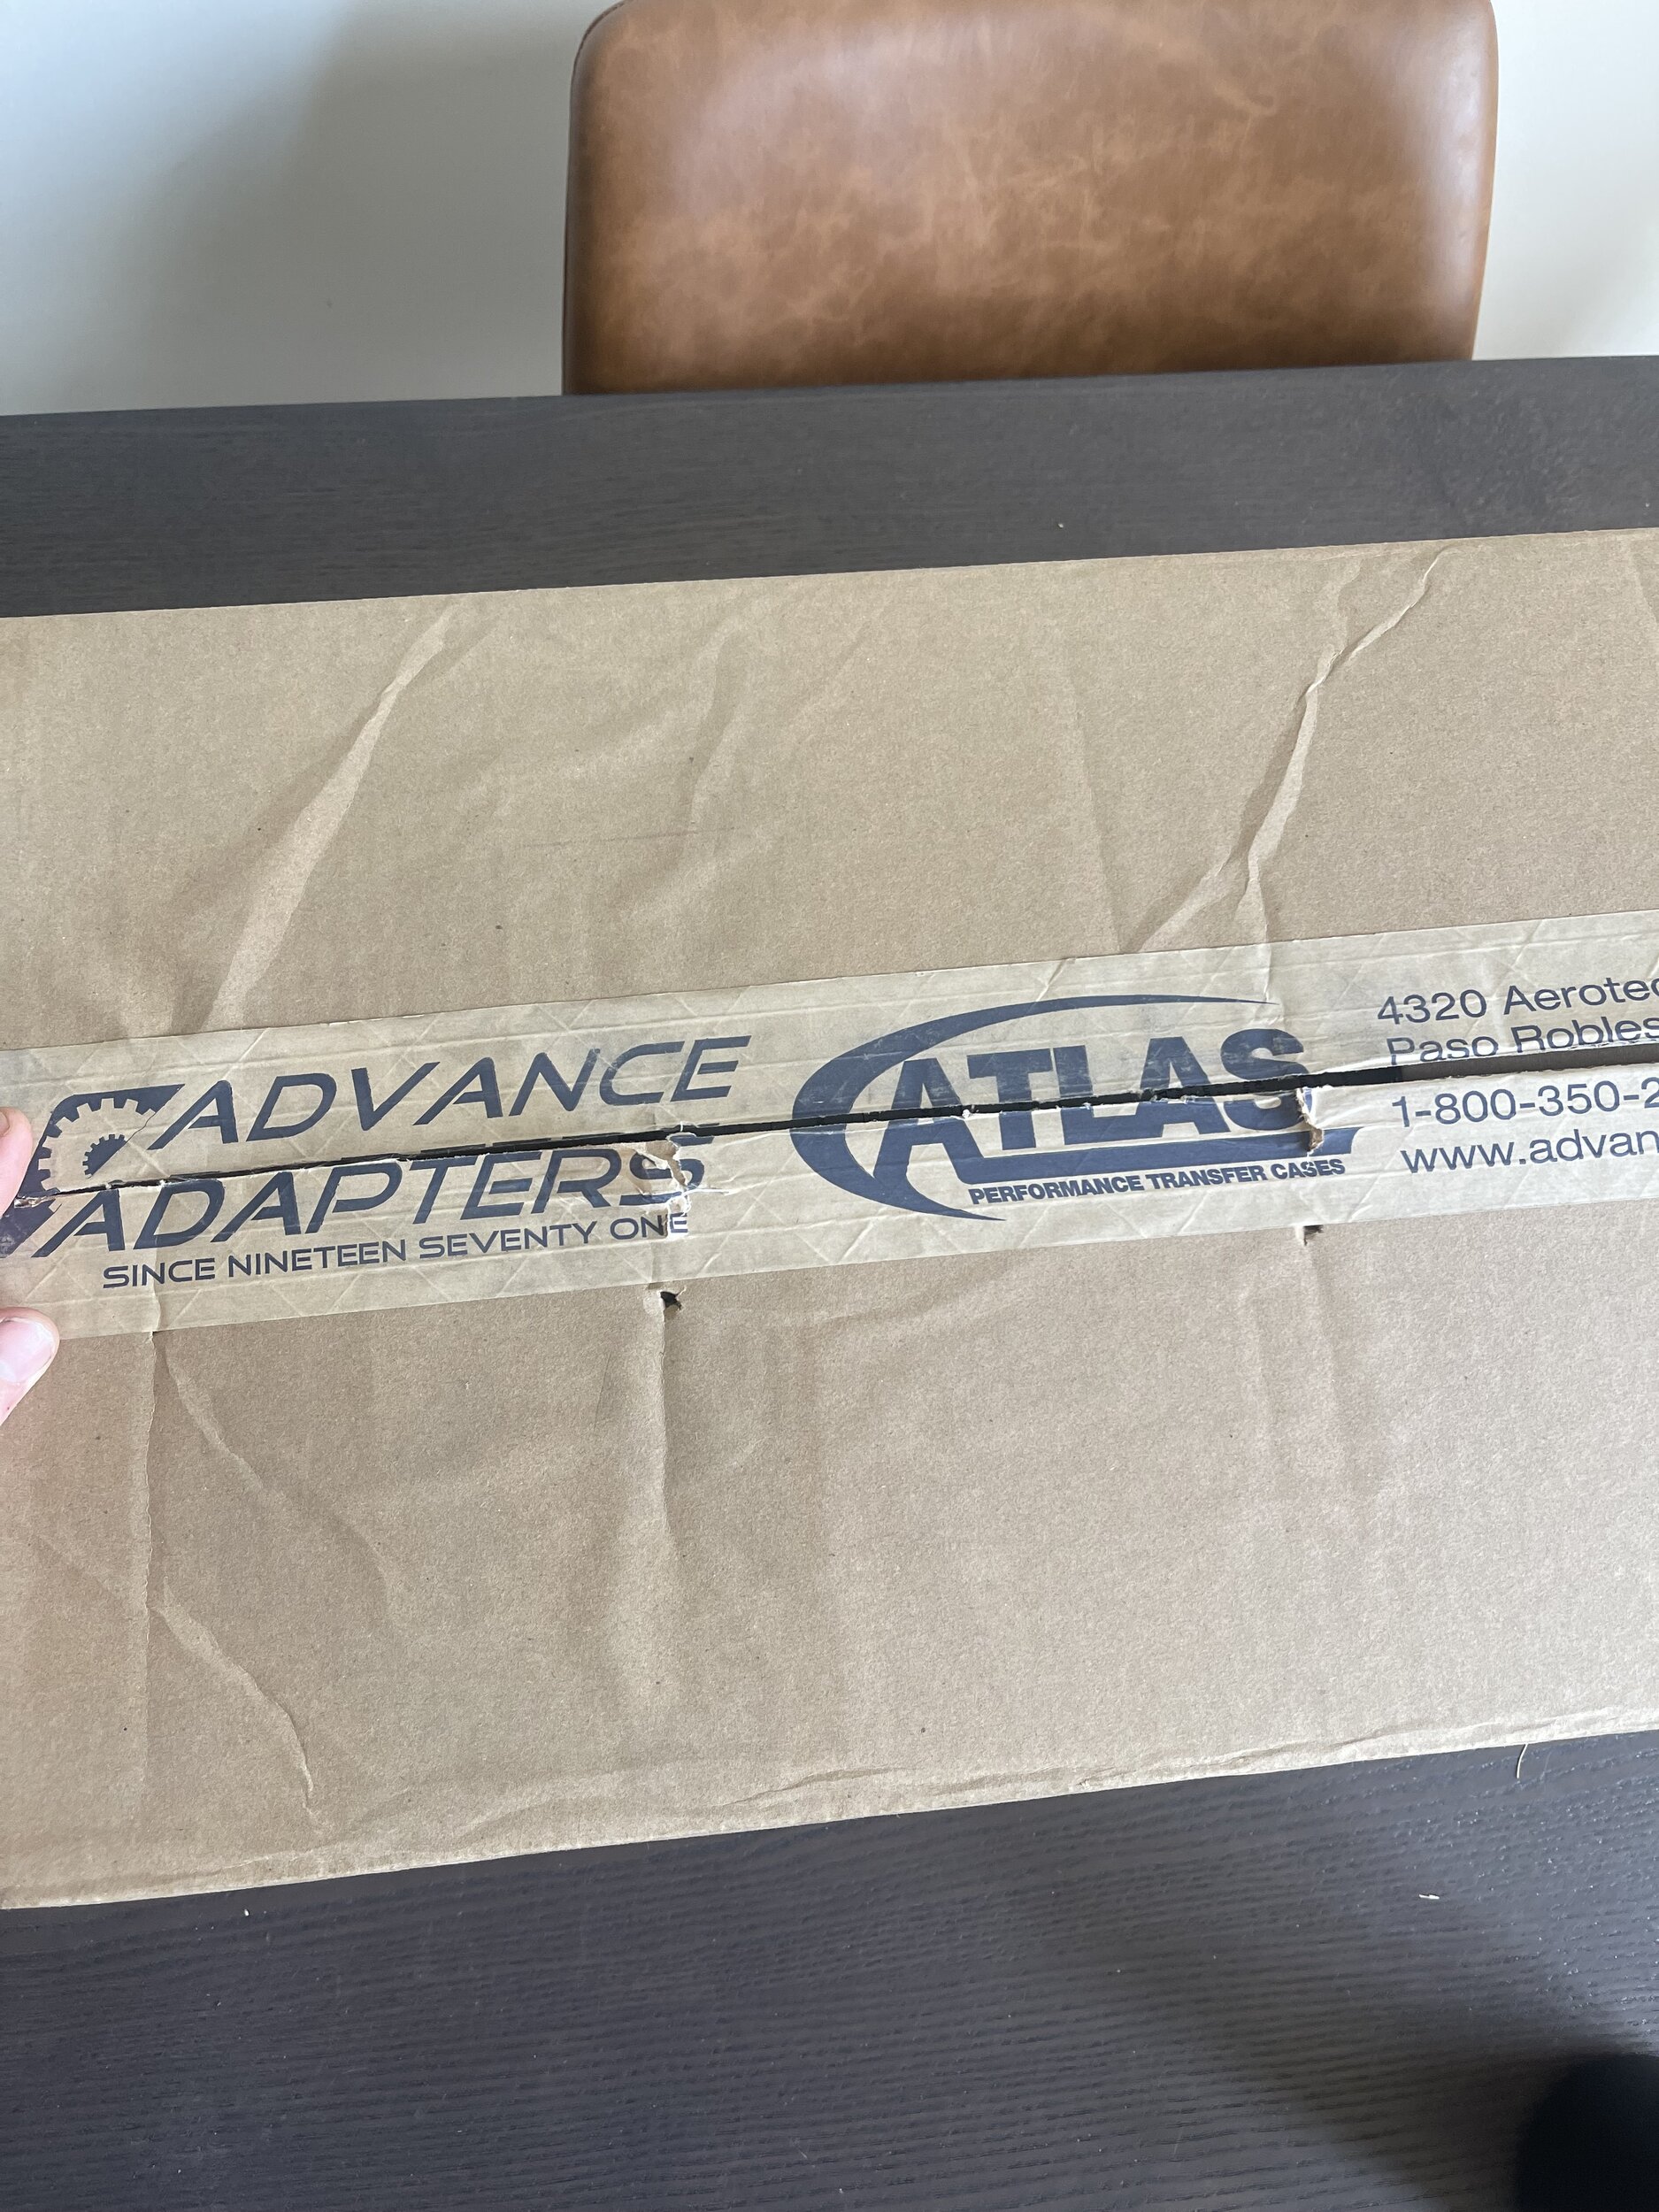 ADVANCE
ADAPTERS
SINCE NINETEEN SEVENTY ONE
ATLAS
PERFORMANCE TRANSFER CASES
4320 Aerotec
Paso Robles
1-800-350-2
www.advan